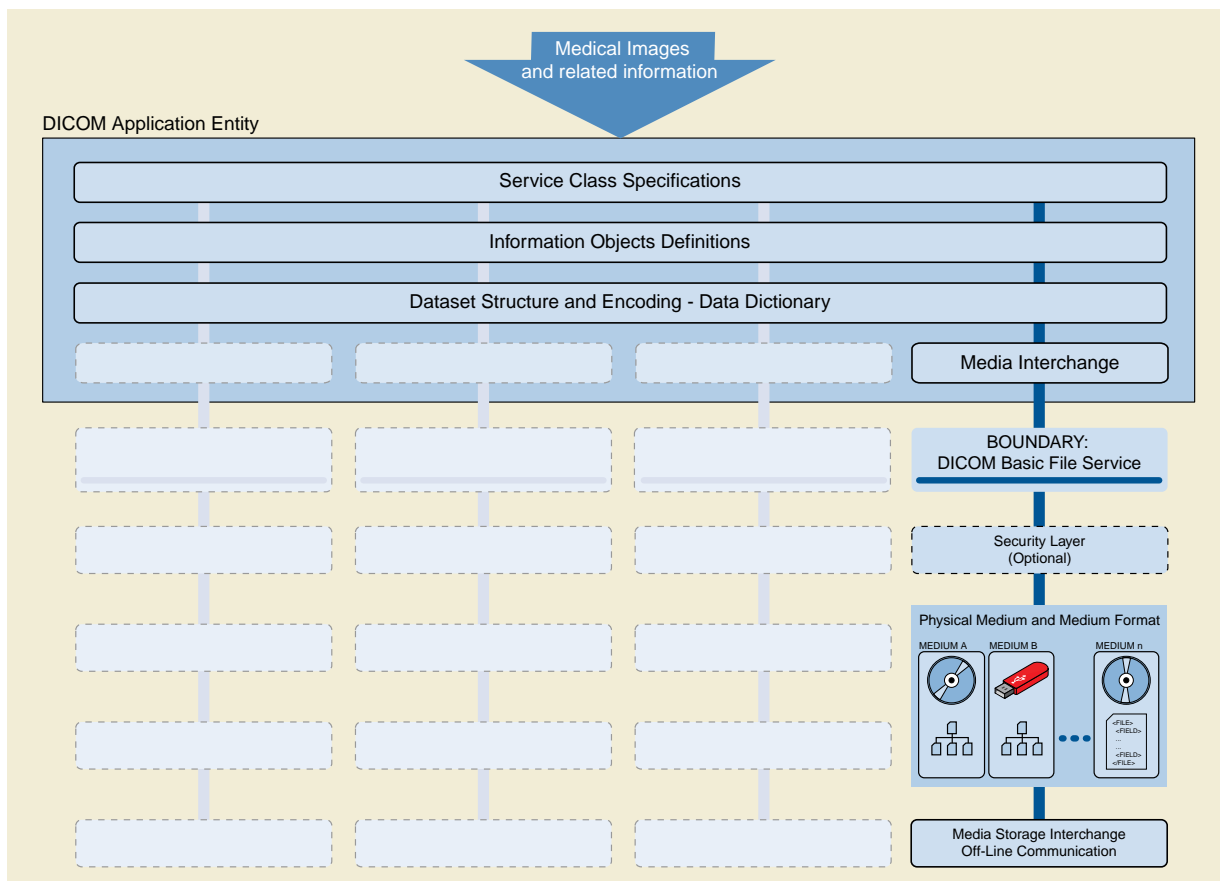 Medical Images
and related information
DICOM Application Entity
Service Class Specifications
Information Objects Definitions
Dataset Structure and Encoding - Data Dictionary
Media Interchange
BOUNDARY:
DICOM Basic File Service
Security Layer
(Optional)
Physical Medium and Medium Format
MEDIUM A
MEDIUM B
MEDIUM n
<FILE>
<FIELD>
...
...
<FIELD>
</FILE>
Media Storage Interchange
Off-Line Communication